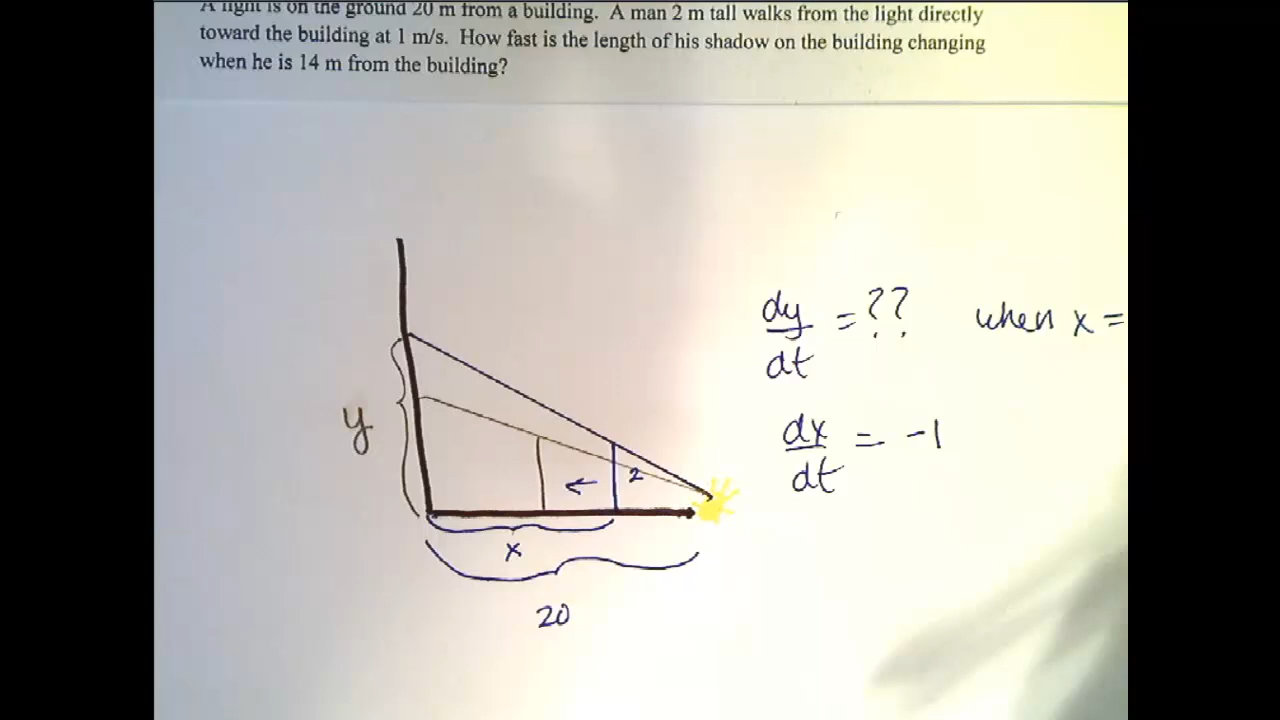 A light is on the ground 20 m from a building. A man 2 m tall walks from the light directly
toward the building at 1 m/s. How fast is the length of his shadow on the building changing
when he is 14 m from the building?
dy/dt = ?? when x =
dx/dt = -1
y
2
x
20